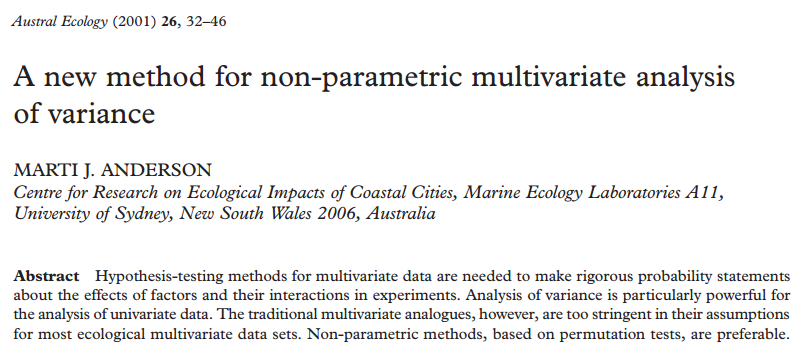 Austral Ecology (2001) 26, 32–46
A new method for non-parametric multivariate analysis
of variance
MARTI J. ANDERSON
Centre for Research on Ecological Impacts of Coastal Cities, Marine Ecology Laboratories A11,
University of Sydney, New South Wales 2006, Australia
Abstract Hypothesis-testing methods for multivariate data are needed to make rigorous probability statements
about the effects of factors and their interactions in experiments. Analysis of variance is particularly powerful for
the analysis of univariate data. The traditional multivariate analogues, however, are too stringent in their assumptions
for most ecological multivariate data sets. Non-parametric methods, based on permutation tests, are preferable.